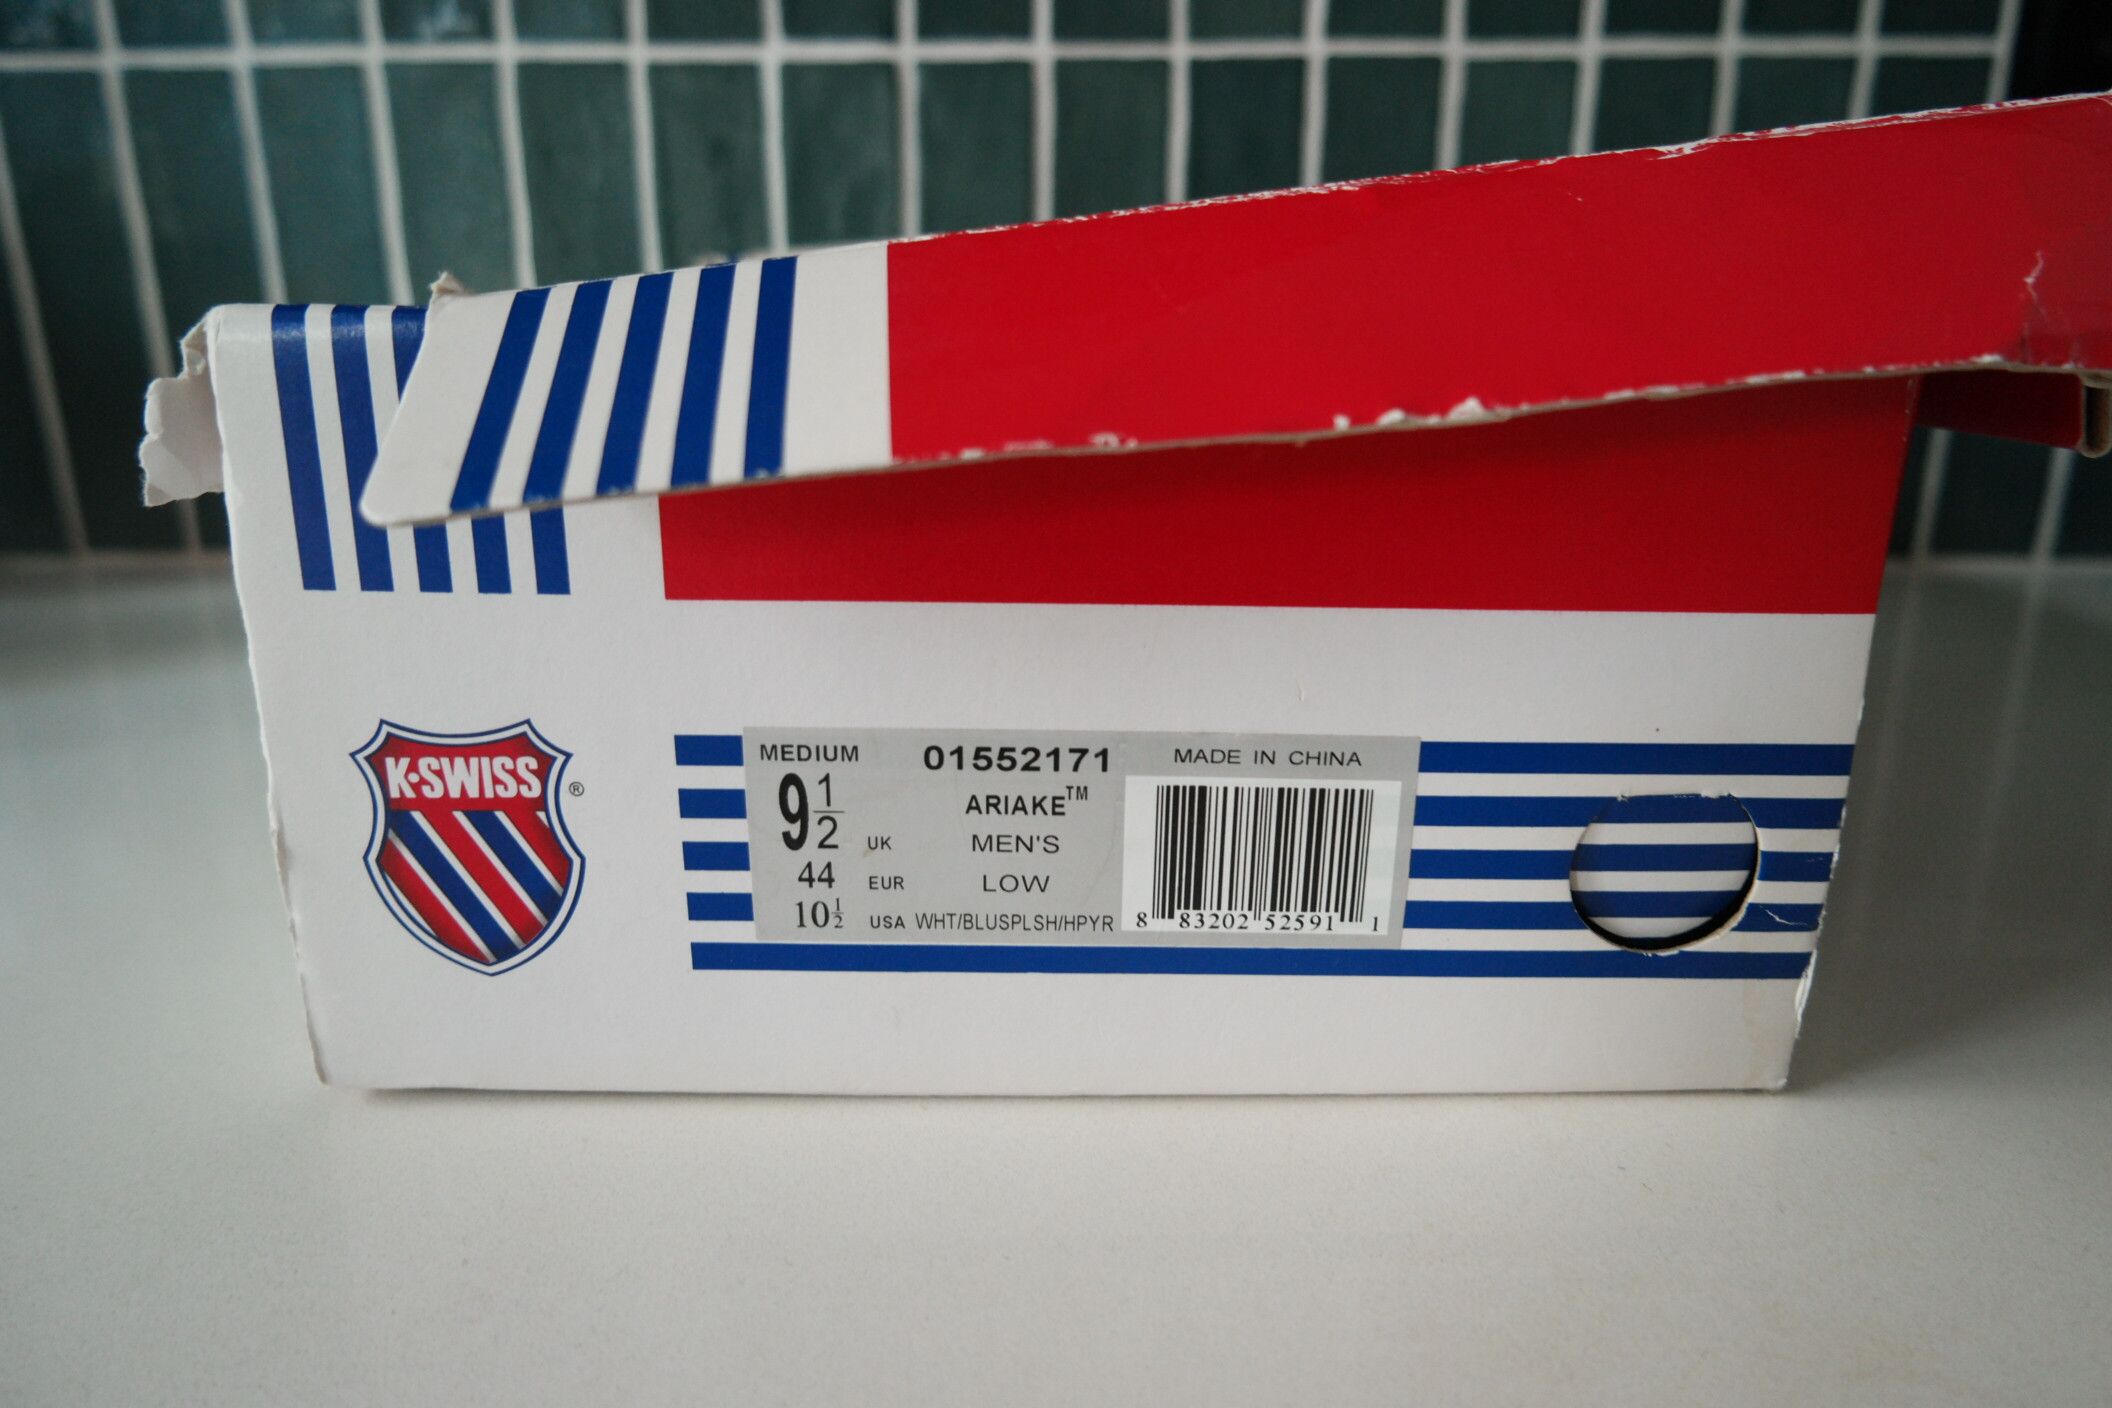 K·SWISS
®
MEDIUM
9 1/2 UK
44 EUR
10 1/2 USA
01552171
ARIAKE™
MEN'S
LOW
WHT/BLUSPLSH/HPYR
MADE IN CHINA
8 83202 52591 1